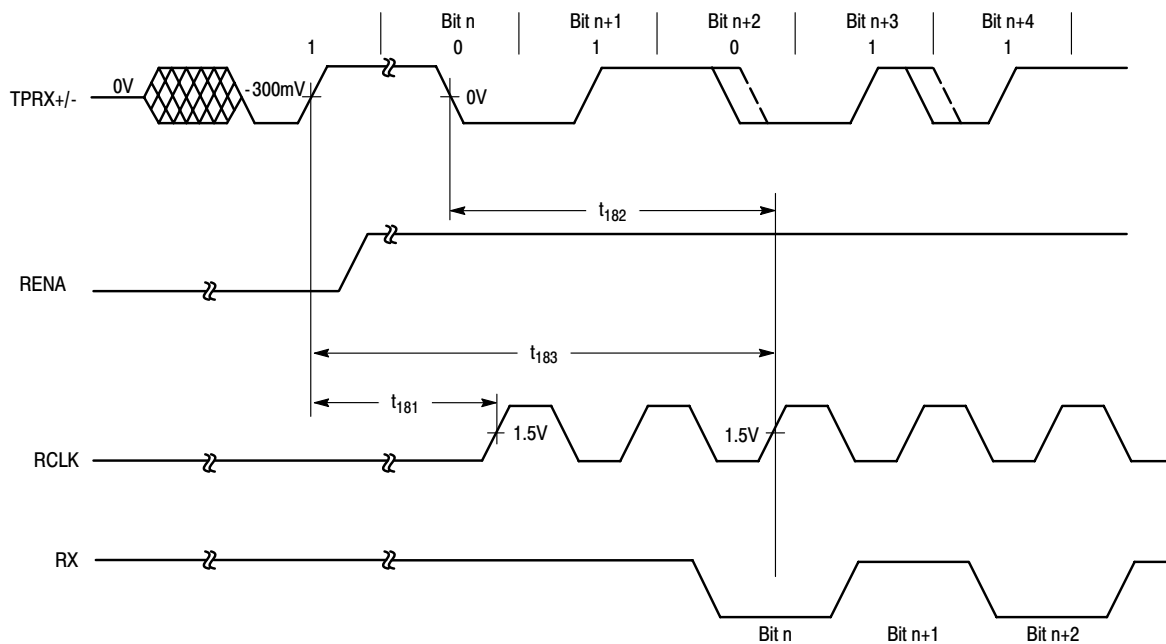 Bit n Bit n+1 Bit n+2 Bit n+3 Bit n+4
1 0 1 0 1 1
TPRX+/- 0V -300mV 0V
t182
RENA
t183
t181
RCLK 1.5V 1.5V
RX
Bit n Bit n+1 Bit n+2